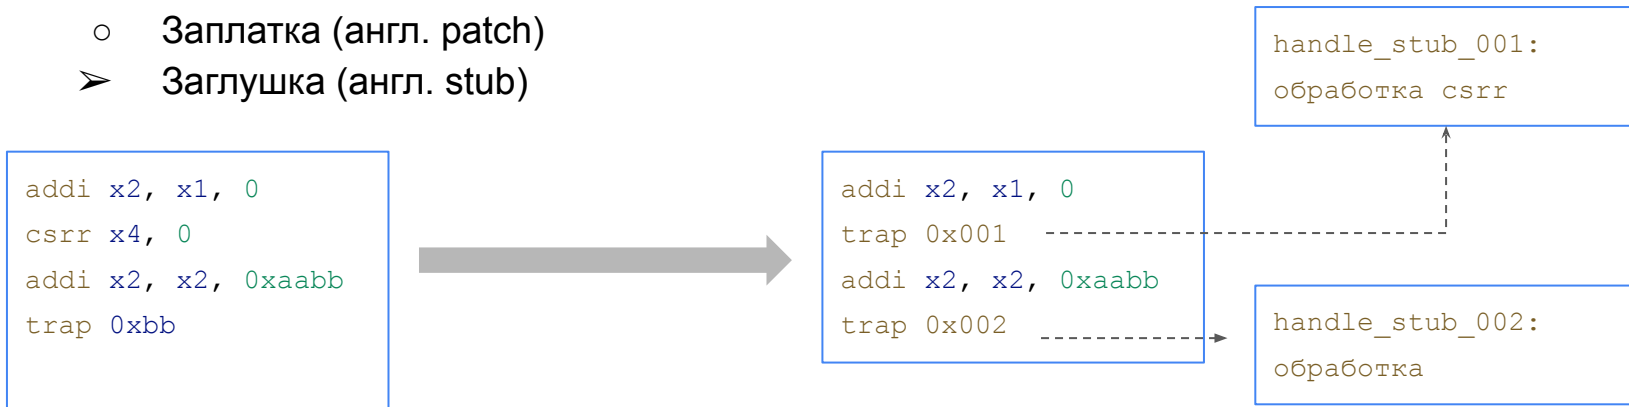 ○ Заплатка (англ. patch)
➢ Заглушка (англ. stub)
addi x2, x1, 0
csrr x4, 0
addi x2, x2, 0xaabb
trap 0xbb
addi x2, x1, 0
trap 0x001
addi x2, x2, 0xaabb
trap 0x002
handle_stub_001:
обработка csrr
handle_stub_002:
обработка